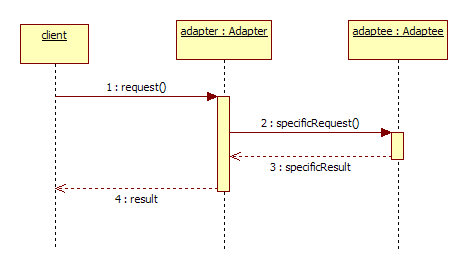 client
adapter : Adapter
adaptee : Adaptee
1 : request()
2 : specificRequest()
3 : specificResult
4 : result